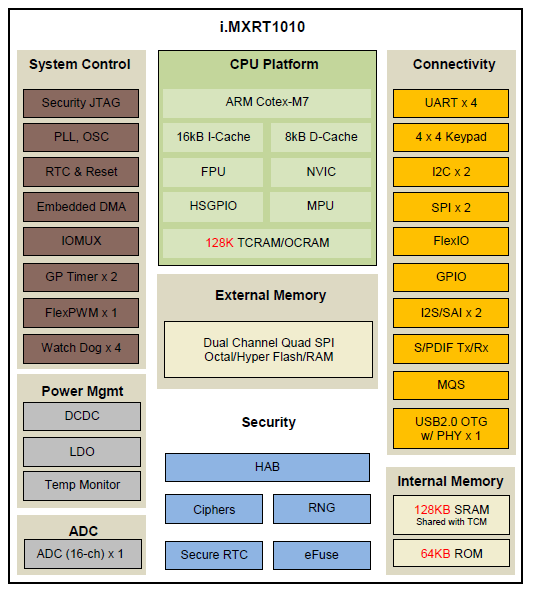 i.MXRT1010
System Control
Security JTAG
PLL, OSC
RTC & Reset
Embedded DMA
IOMUX
GP Timer x 2
FlexPWM x 1
Watch Dog x 4
Power Mgmt
DCDC
LDO
Temp Monitor
ADC
ADC (16-ch) x 1
CPU Platform
ARM Cotex-M7
16kB I-Cache
8kB D-Cache
FPU
NVIC
HSGPIO
MPU
128K TCRAM/OCRAM
External Memory
Dual Channel Quad SPI
Octal/Hyper Flash/RAM
Security
HAB
Ciphers
RNG
Secure RTC
eFuse
Connectivity
UART x 4
4 x 4 Keypad
I2C x 2
SPI x 2
FlexIO
GPIO
I2S/SAI x 2
S/PDIF Tx/Rx
MQS
USB2.0 OTG
w/ PHY x 1
Internal Memory
128KB SRAM
Shared with TCM
64KB ROM